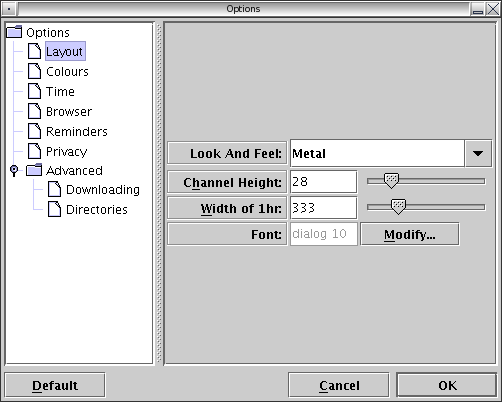 Options
Options
Layout
Colours
Time
Browser
Reminders
Privacy
Advanced
Downloading
Directories
Look And Feel: Metal
Channel Height: 28
Width of 1hr: 333
Font: dialog 10 Modify...
Default Cancel OK